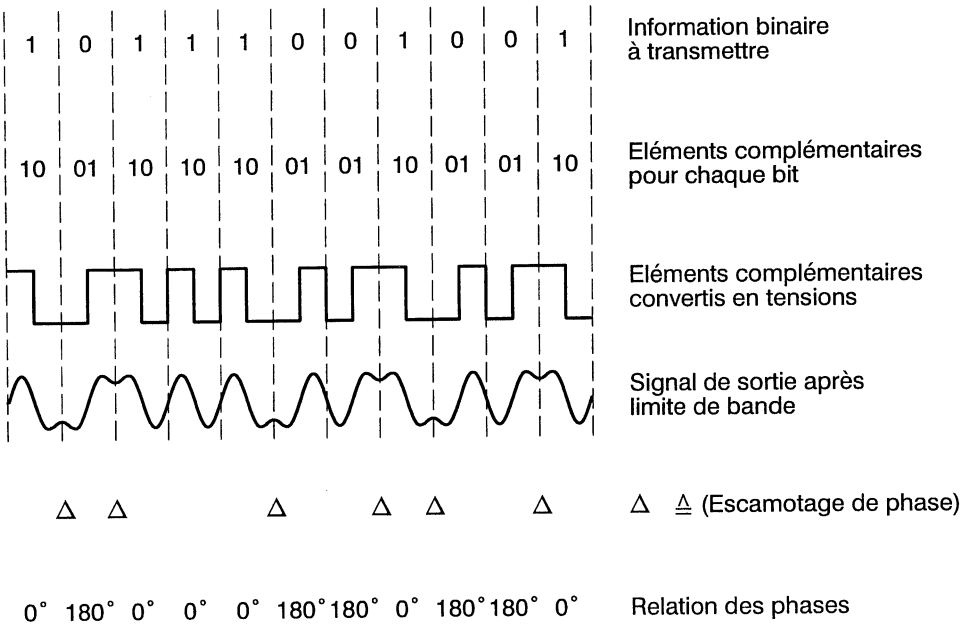 1 0 1 1 1 0 0 1 0 0 1
Information binaire
à transmettre
10 01 10 10 10 01 01 10 01 01 10
Eléments complémentaires
pour chaque bit
Eléments complémentaires
convertis en tensions
Signal de sortie après
limite de bande
Δ Δ Δ Δ Δ Δ Δ ≙ (Escamotage de phase)
0° 180° 0° 0° 0° 180° 180° 0° 180° 180° 0° Relation des phases